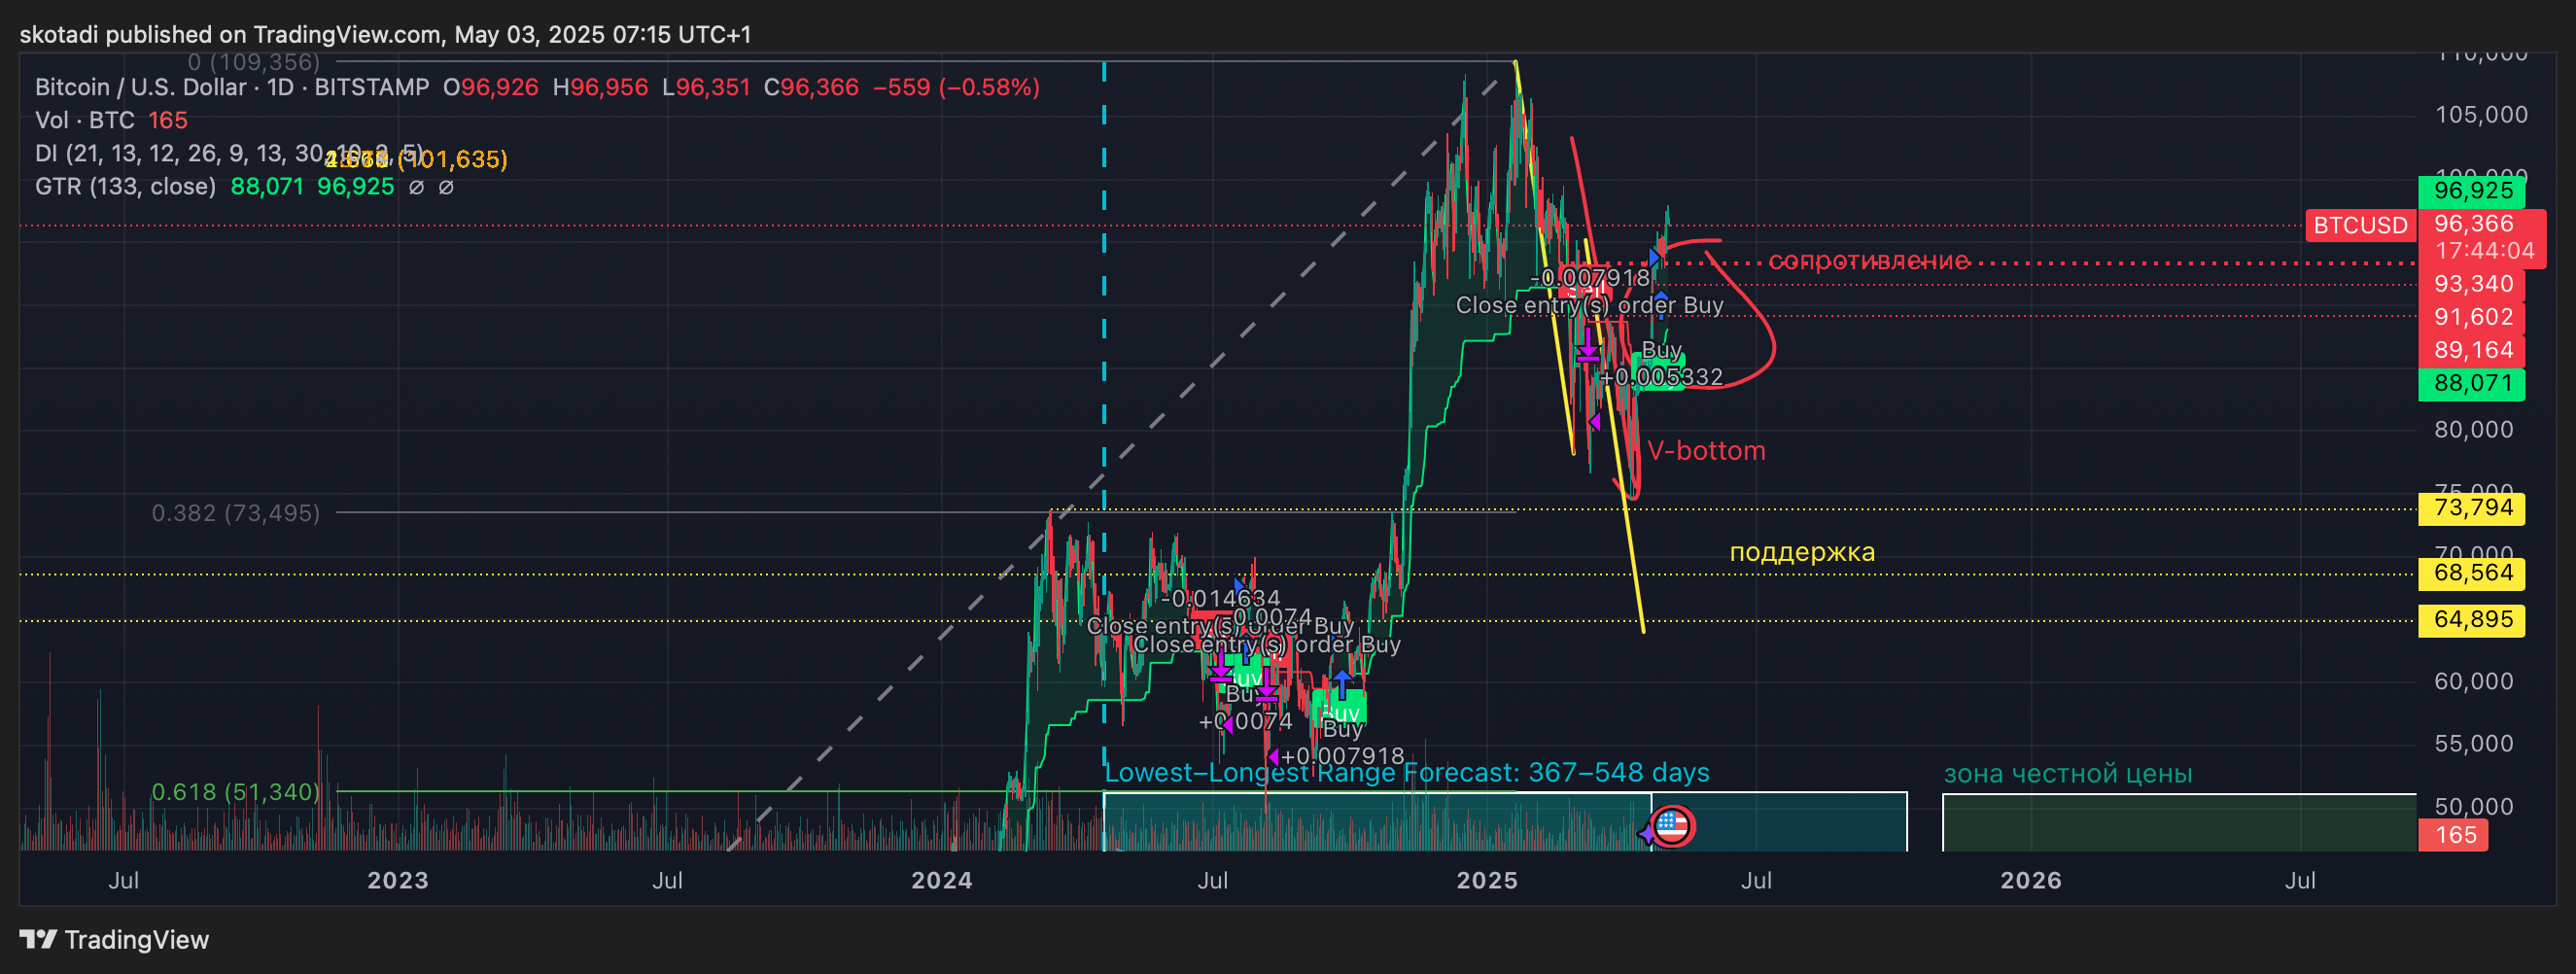 skotadi published on TradingView.com, May 03, 2025 07:15 UTC+1
0 (109,356)
Bitcoin / U.S. Dollar · 1D · BITSTAMP O96,926 H96,956 L96,351 C96,366 −559 (−0.58%)
Vol · BTC 165
DI (21, 13, 12, 26, 9, 13, 30, 10, 2, 5)
(101,635)
GTR (133, close) 88,071 96,925 ∅ ∅
110,000
105,000
100,000
96,925
BTCUSD 96,366
17:44:04
сопротивление
93,340
91,602
89,164
88,071
-0.007918
Close entry(s) order Buy
Buy
+0.005332
80,000
V-bottom
75,000
0.382 (73,495)
73,794
поддержка
70,000
68,564
64,895
-0.014634
-0.0074
Close entry(s) order Buy
Close entry(s) order Buy
60,000
Buy
Buy
+0.0074
Buy
Buy
55,000
+0.007918
Lowest-Longest Range Forecast: 367-548 days
зона честной цены
0.618 (51,340)
50,000
165
Jul 2023 Jul 2024 Jul 2025 Jul 2026 Jul
TradingView